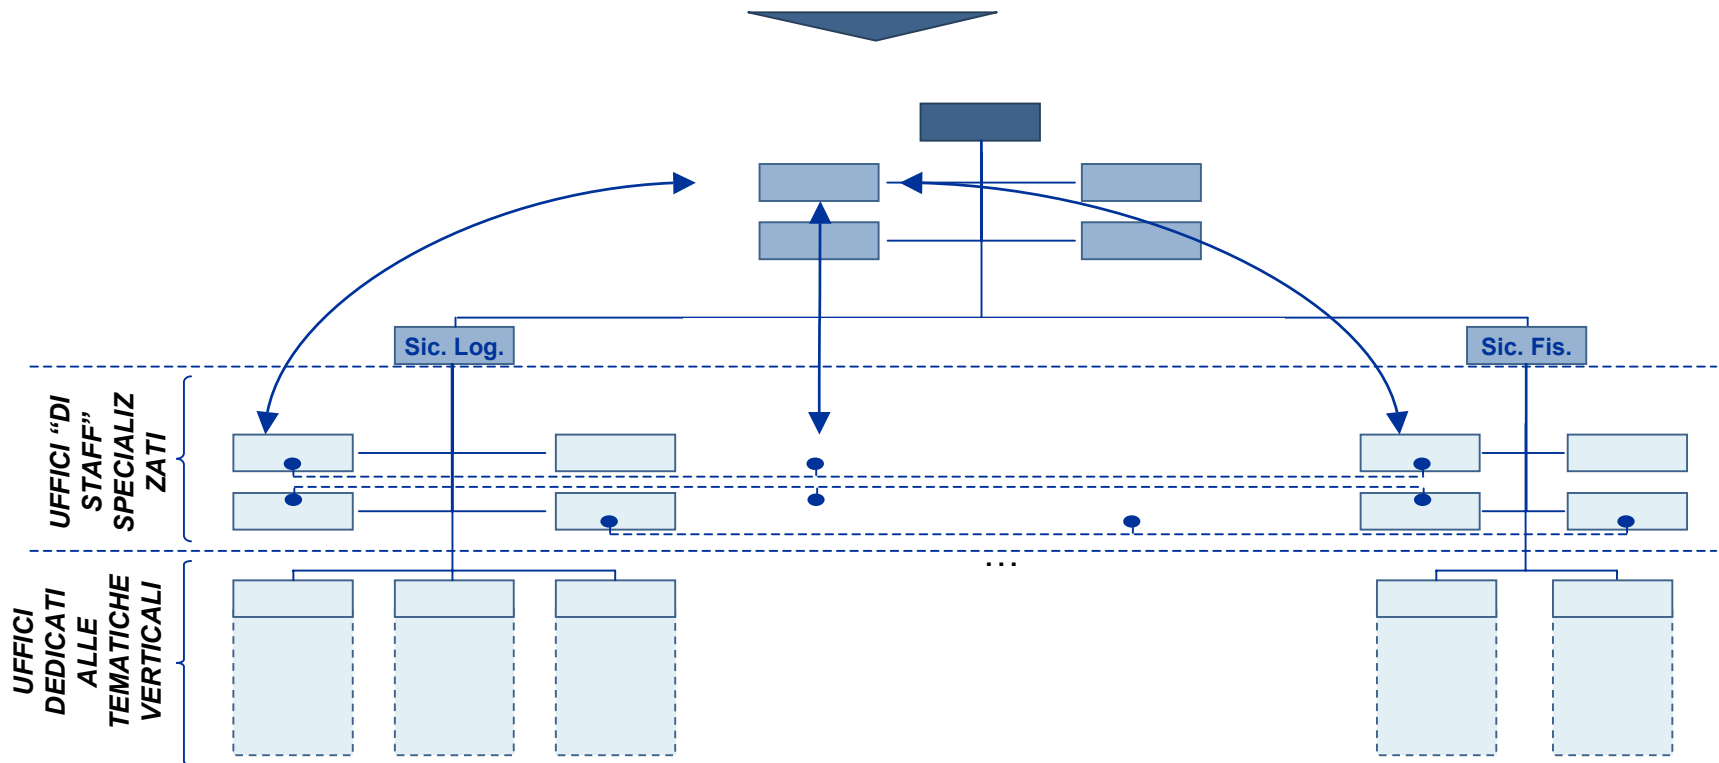 Sic. Log.
Sic. Fis.
UFFICI “DI
STAFF”
SPECIALIZ
ZATI
...
UFFICI
DEDICATI
ALLE
TEMATICHE
VERTICALI